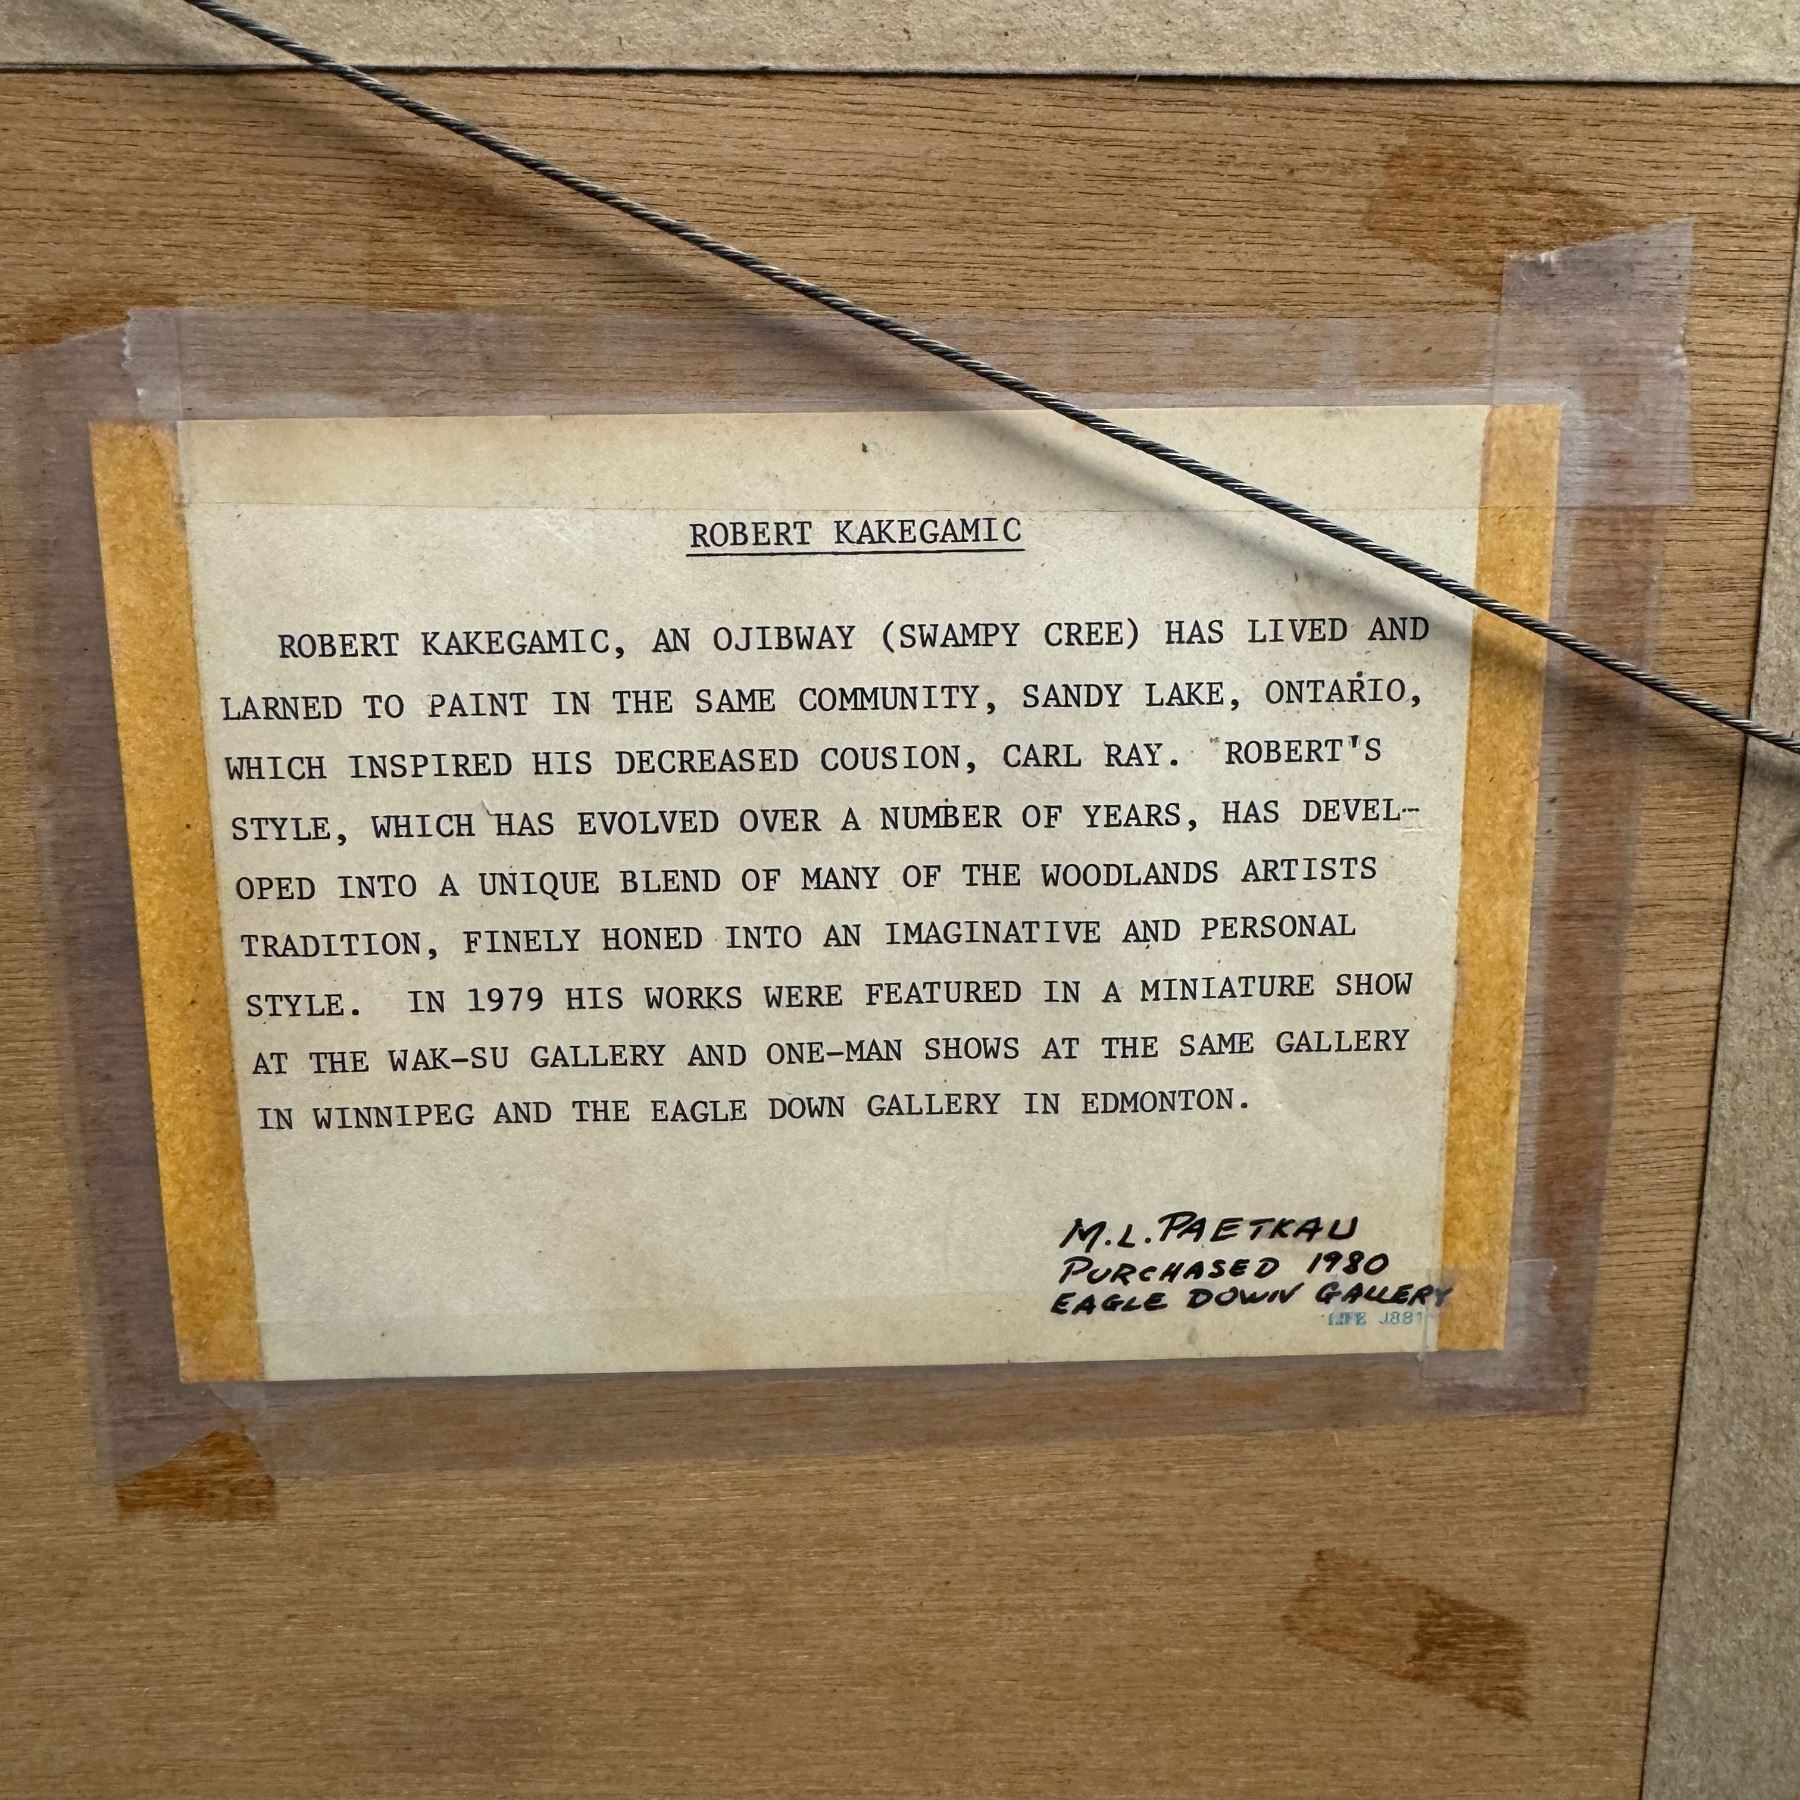 ROBERT KAKEGAMIC
ROBERT KAKEGAMIC, AN OJIBWAY (SWAMPY CREE) HAS LIVED AND
LARNED TO PAINT IN THE SAME COMMUNITY, SANDY LAKE, ONTARIO,
WHICH INSPIRED HIS DECREASED COUSION, CARL RAY. ROBERT'S
STYLE, WHICH HAS EVOLVED OVER A NUMBER OF YEARS, HAS DEVEL-
OPED INTO A UNIQUE BLEND OF MANY OF THE WOODLANDS ARTISTS
TRADITION, FINELY HONED INTO AN IMAGINATIVE AND PERSONAL
STYLE. IN 1979 HIS WORKS WERE FEATURED IN A MINIATURE SHOW
AT THE WAK-SU GALLERY AND ONE-MAN SHOWS AT THE SAME GALLERY
IN WINNIPEG AND THE EAGLE DOWN GALLERY IN EDMONTON.
M.L. PAETKAU
PURCHASED 1980
EAGLE DOWN GALLERY